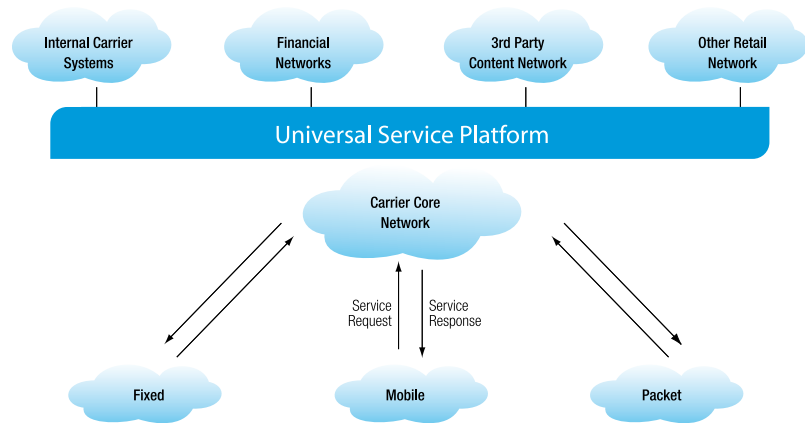 Internal Carrier
Systems
Financial
Networks
3rd Party
Content Network
Other Retail
Network
Universal Service Platform
Carrier Core
Network
Service
Request
Service
Response
Fixed
Mobile
Packet